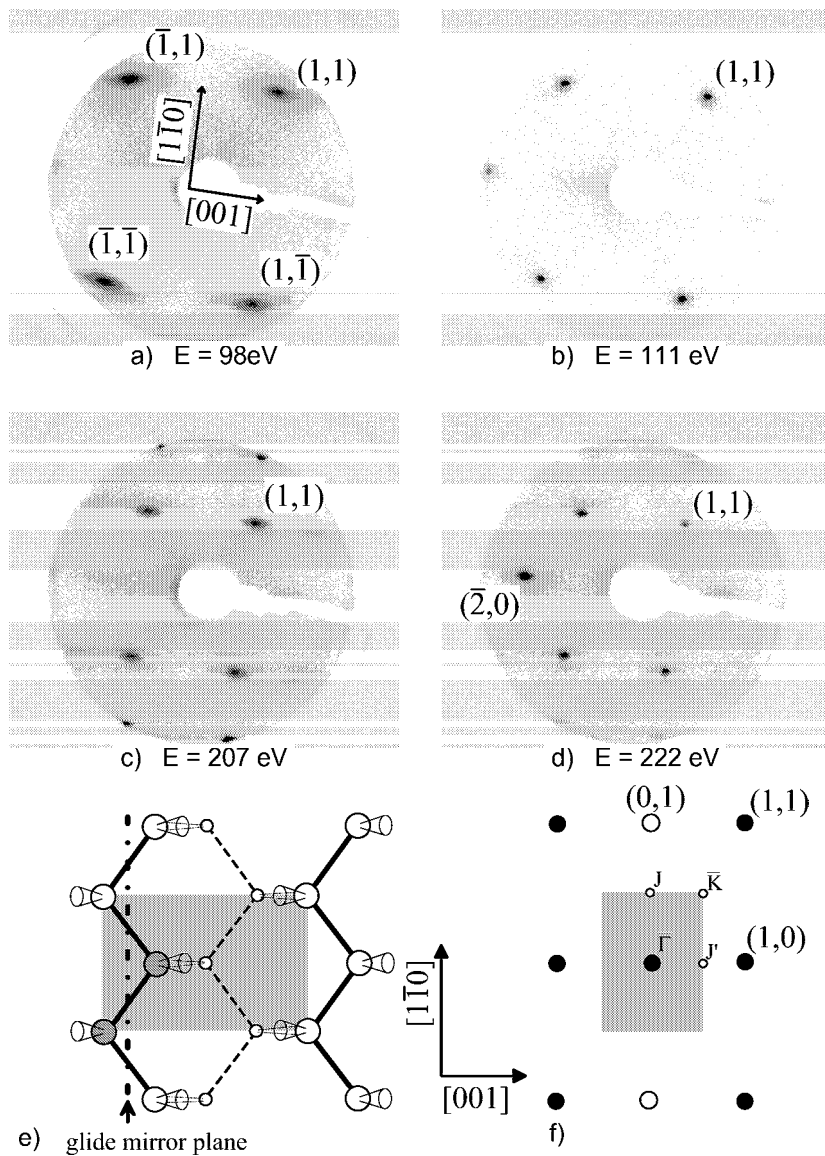 (1̅,1)
(1,1)
[11̅0]
[001]
(1̅,1̅)
(1,1̅)
a) E = 98eV
(1,1)
b) E = 111 eV
(1,1)
c) E = 207 eV
(1,1)
(2̅,0)
d) E = 222 eV
e)
glide mirror plane
[11̅0]
[001]
(0,1)
(1,1)
J
K̅
Γ̅
J'
(1,0)
f)